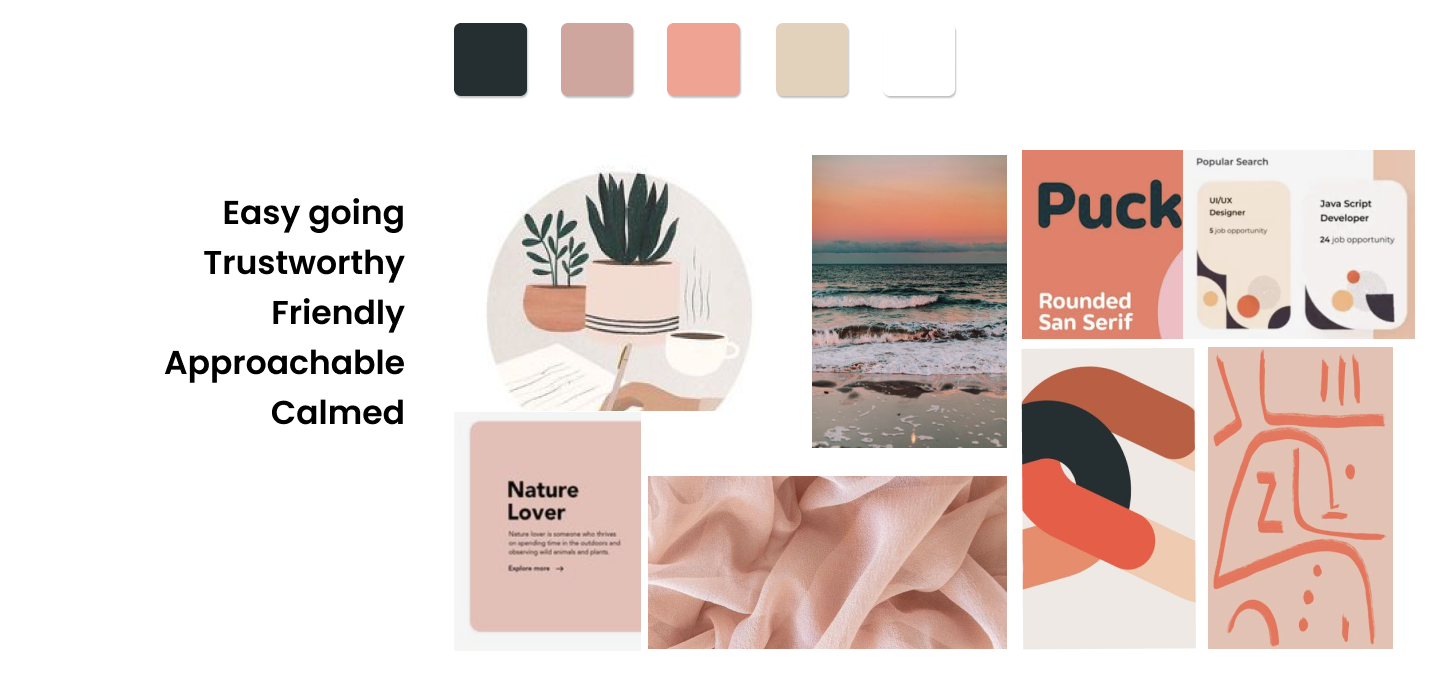 Easy going
Trustworthy
Friendly
Approachable
Calmed
Puck
Rounded
San Serif
Popular Search
UI/UX
Designer
5 job opportunity
Java Script
Developer
24 job opportunity
Nature
Lover
Nature lover is someone who thrives
on spending time in the outdoors and
observing wild animals and plants.
Explore more →